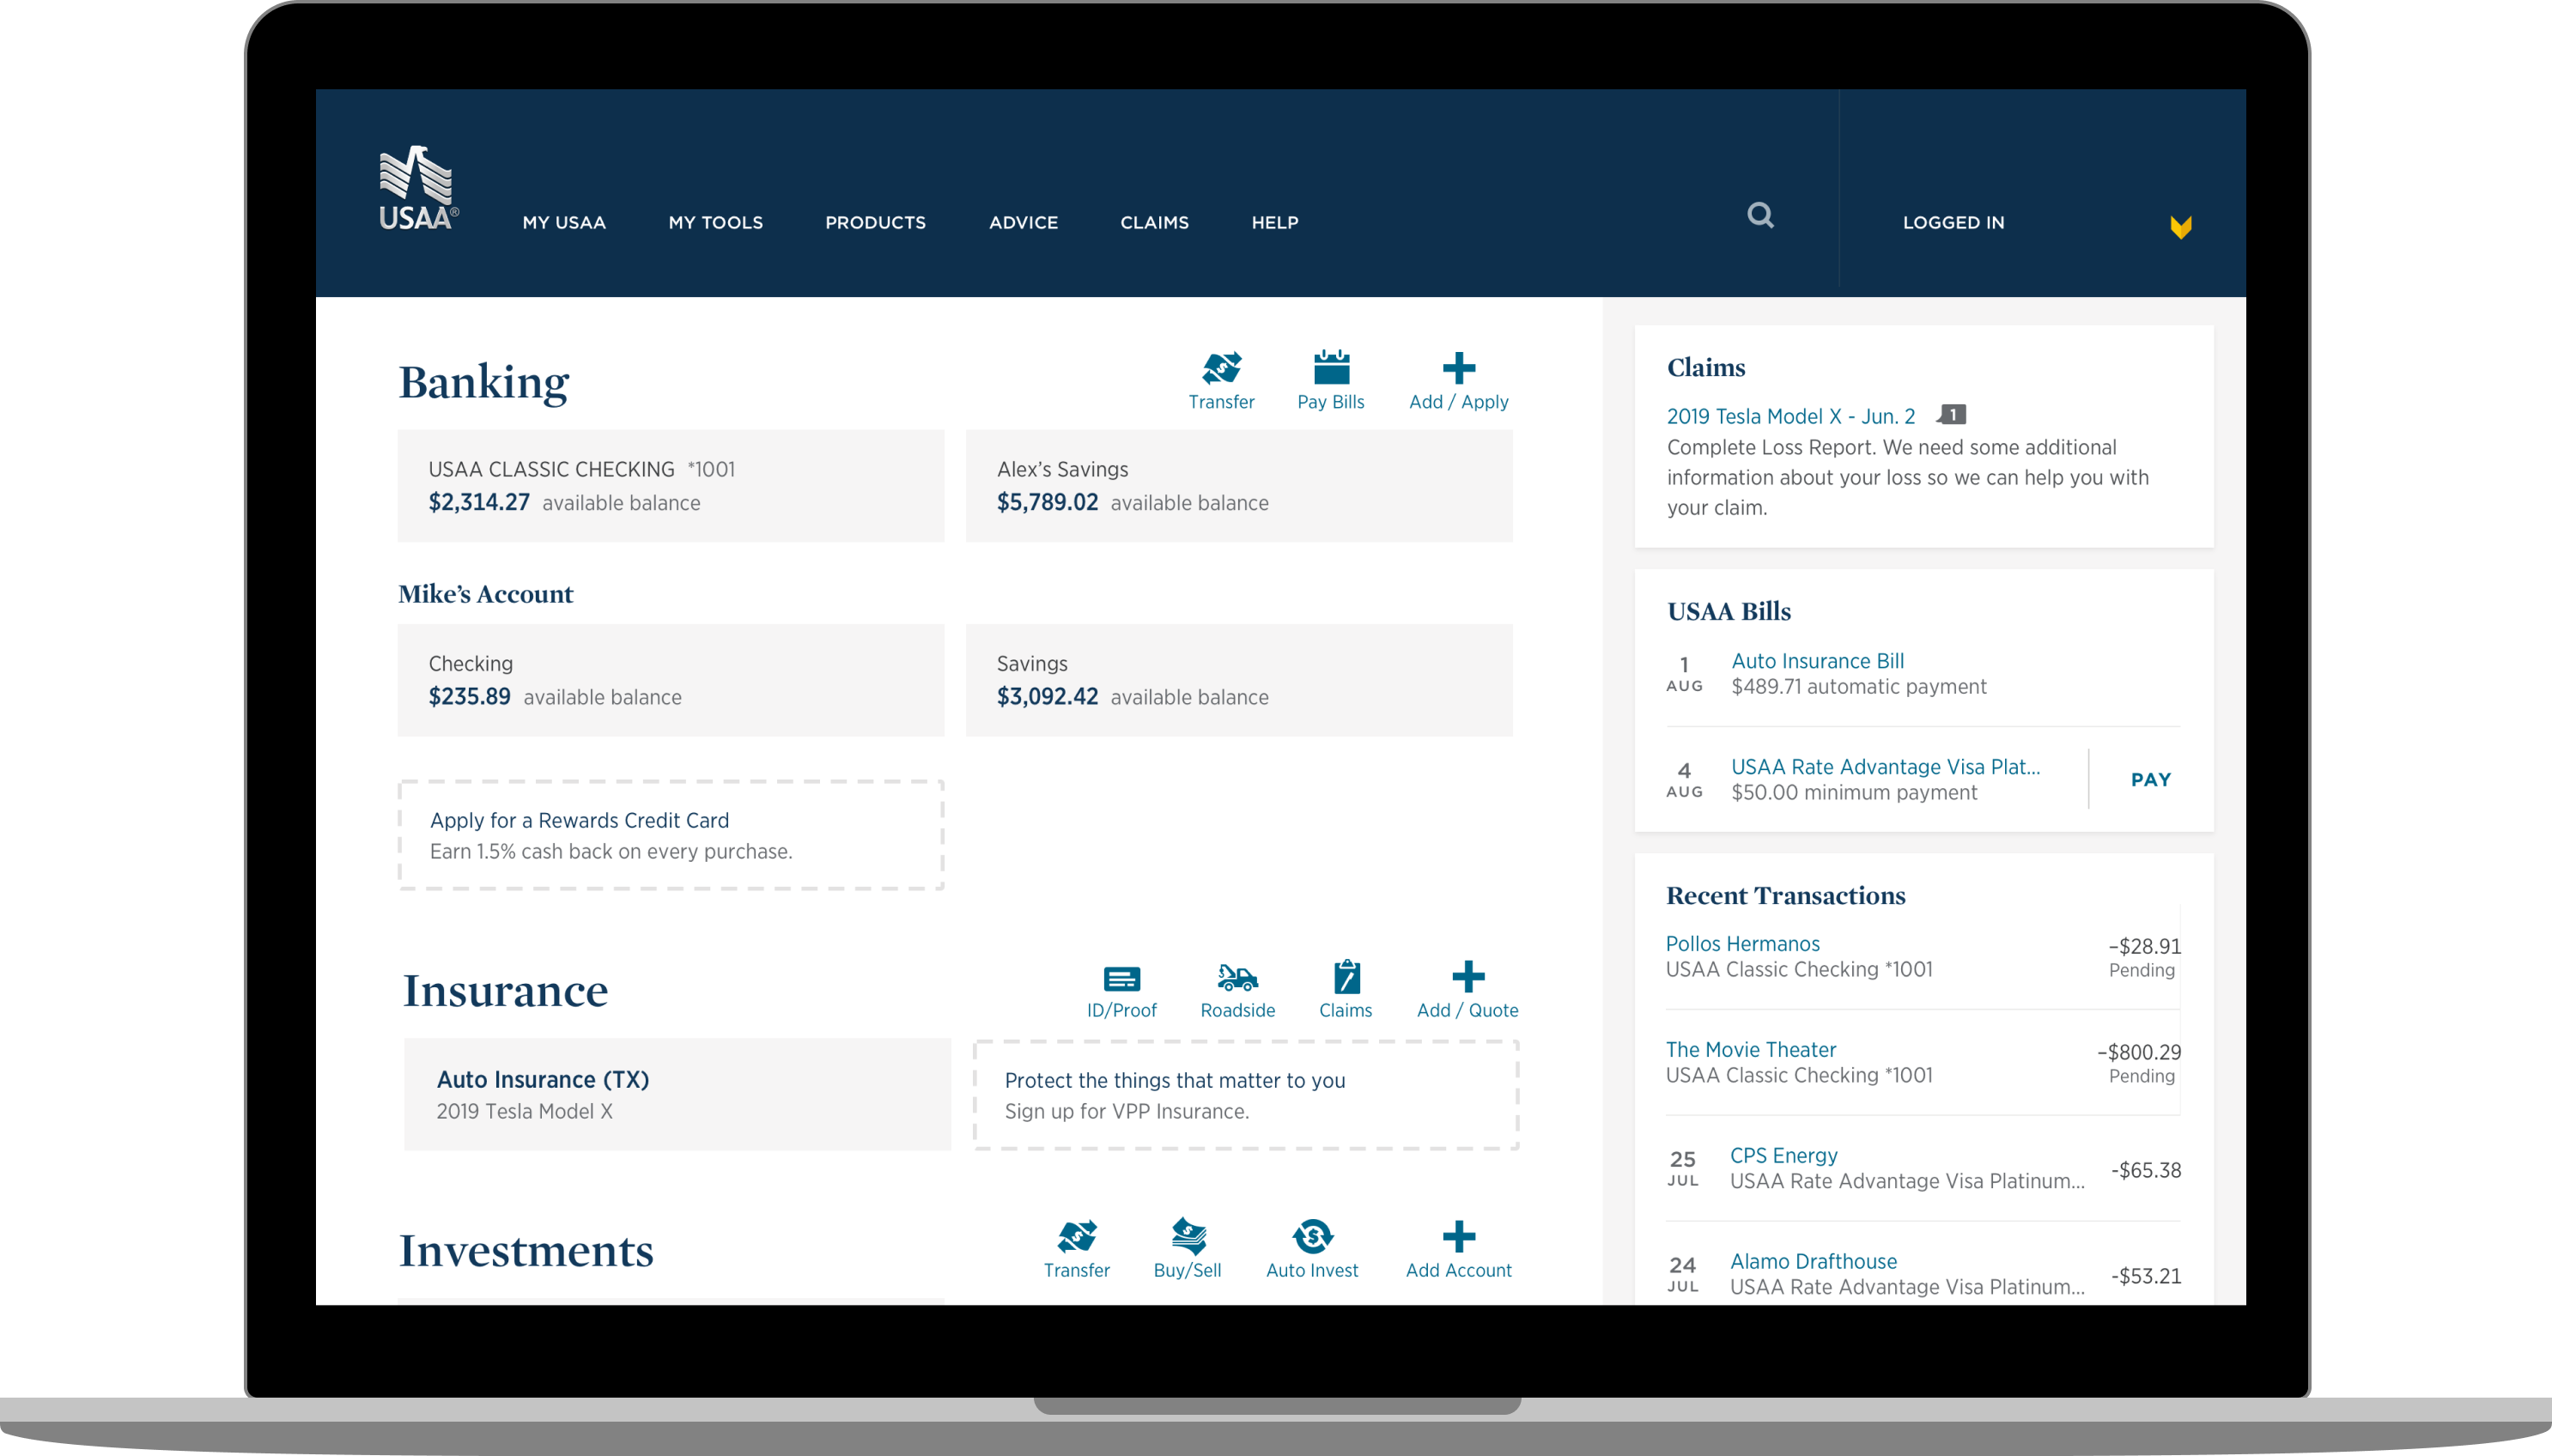 USAA®
MY USAA
MY TOOLS
PRODUCTS
ADVICE
CLAIMS
HELP
LOGGED IN
Banking
Transfer
Pay Bills
Add / Apply
USAA CLASSIC CHECKING *1001
$2,314.27 available balance
Alex’s Savings
$5,789.02 available balance
Mike’s Account
Checking
$235.89 available balance
Savings
$3,092.42 available balance
Apply for a Rewards Credit Card
Earn 1.5% cash back on every purchase.
Insurance
ID/Proof
Roadside
Claims
Add / Quote
Auto Insurance (TX)
2019 Tesla Model X
Protect the things that matter to you
Sign up for VPP Insurance.
Investments
Transfer
Buy/Sell
Auto Invest
Add Account
Claims
2019 Tesla Model X - Jun. 2 1
Complete Loss Report. We need some additional
information about your loss so we can help you with
your claim.
USAA Bills
1 AUG
Auto Insurance Bill
$489.71 automatic payment
4 AUG
USAA Rate Advantage Visa Plat...
$50.00 minimum payment
PAY
Recent Transactions
Pollos Hermanos
USAA Classic Checking *1001
–$28.91
Pending
The Movie Theater
USAA Classic Checking *1001
–$800.29
Pending
25 JUL
CPS Energy
USAA Rate Advantage Visa Platinum...
-$65.38
24 JUL
Alamo Drafthouse
USAA Rate Advantage Visa Platinum...
-$53.21